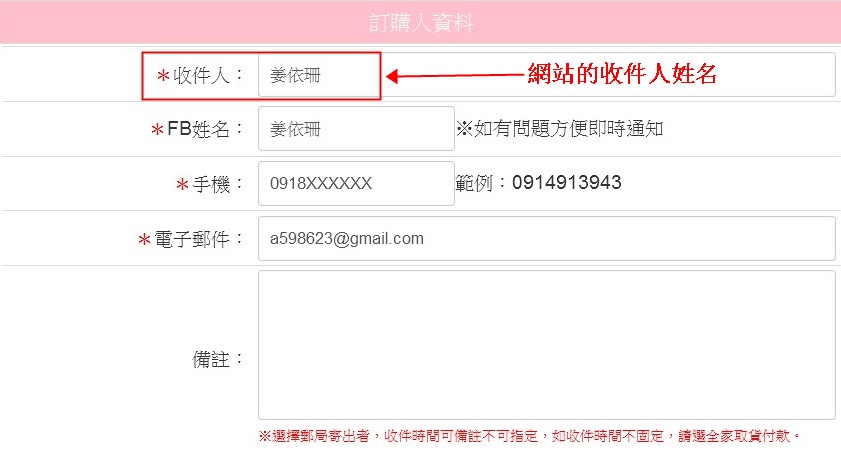 訂購人資料
＊收件人： 姜依珊 網站的收件人姓名
＊FB姓名： 姜依珊 ※如有問題方便即時通知
＊手機： 0918XXXXXX 範例：0914913943
＊電子郵件： a598623@gmail.com
備註：
※選擇郵局寄出者，收件時間可備註不可指定，如收件時間不固定，請選全家取貨付款。